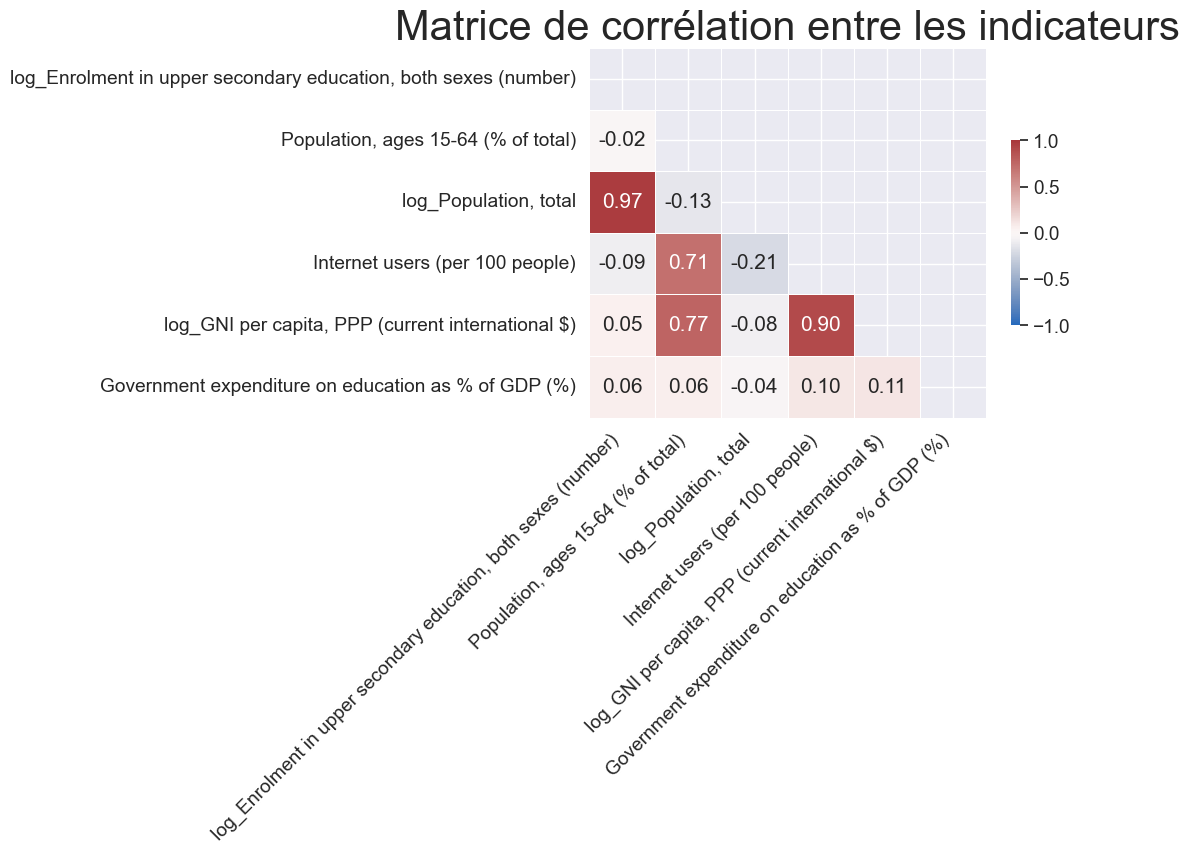 Matrice de corrélation entre les indicateurs
log_Enrolment in upper secondary education, both sexes (number)
Population, ages 15-64 (% of total)
-0.02
log_Population, total
0.97 -0.13
Internet users (per 100 people)
-0.09 0.71 -0.21
log_GNI per capita, PPP (current international $)
0.05 0.77 -0.08 0.90
Government expenditure on education as % of GDP (%)
0.06 0.06 -0.04 0.10 0.11
1.0
0.5
0.0
−0.5
−1.0
log_Enrolment in upper secondary education, both sexes (number)
Population, ages 15-64 (% of total)
log_Population, total
Internet users (per 100 people)
log_GNI per capita, PPP (current international $)
Government expenditure on education as % of GDP (%)